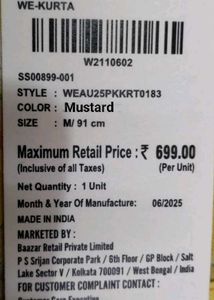 WE-KURTA
W2110602
SS00899-001
STYLE : WEAU25PKKRT0183
COLOR : Mustard
SIZE : M/ 91 cm
Maximum Retail Price : ₹ 699.00
(Inclusive of all Taxes) (Per Unit)
Net Quantity : 1 Unit
Month & Year Of Manufacture: 06/2025
MADE IN INDIA
MARKETED BY :
Baazar Retail Private Limited
P S Srijan Corporate Park / 6th Floor / GP Block / Salt
Lake Sector V / Kolkata 700091 / West Bengal / India
FOR CUSTOMER COMPLAINT CONTACT :
Customer Care Executive